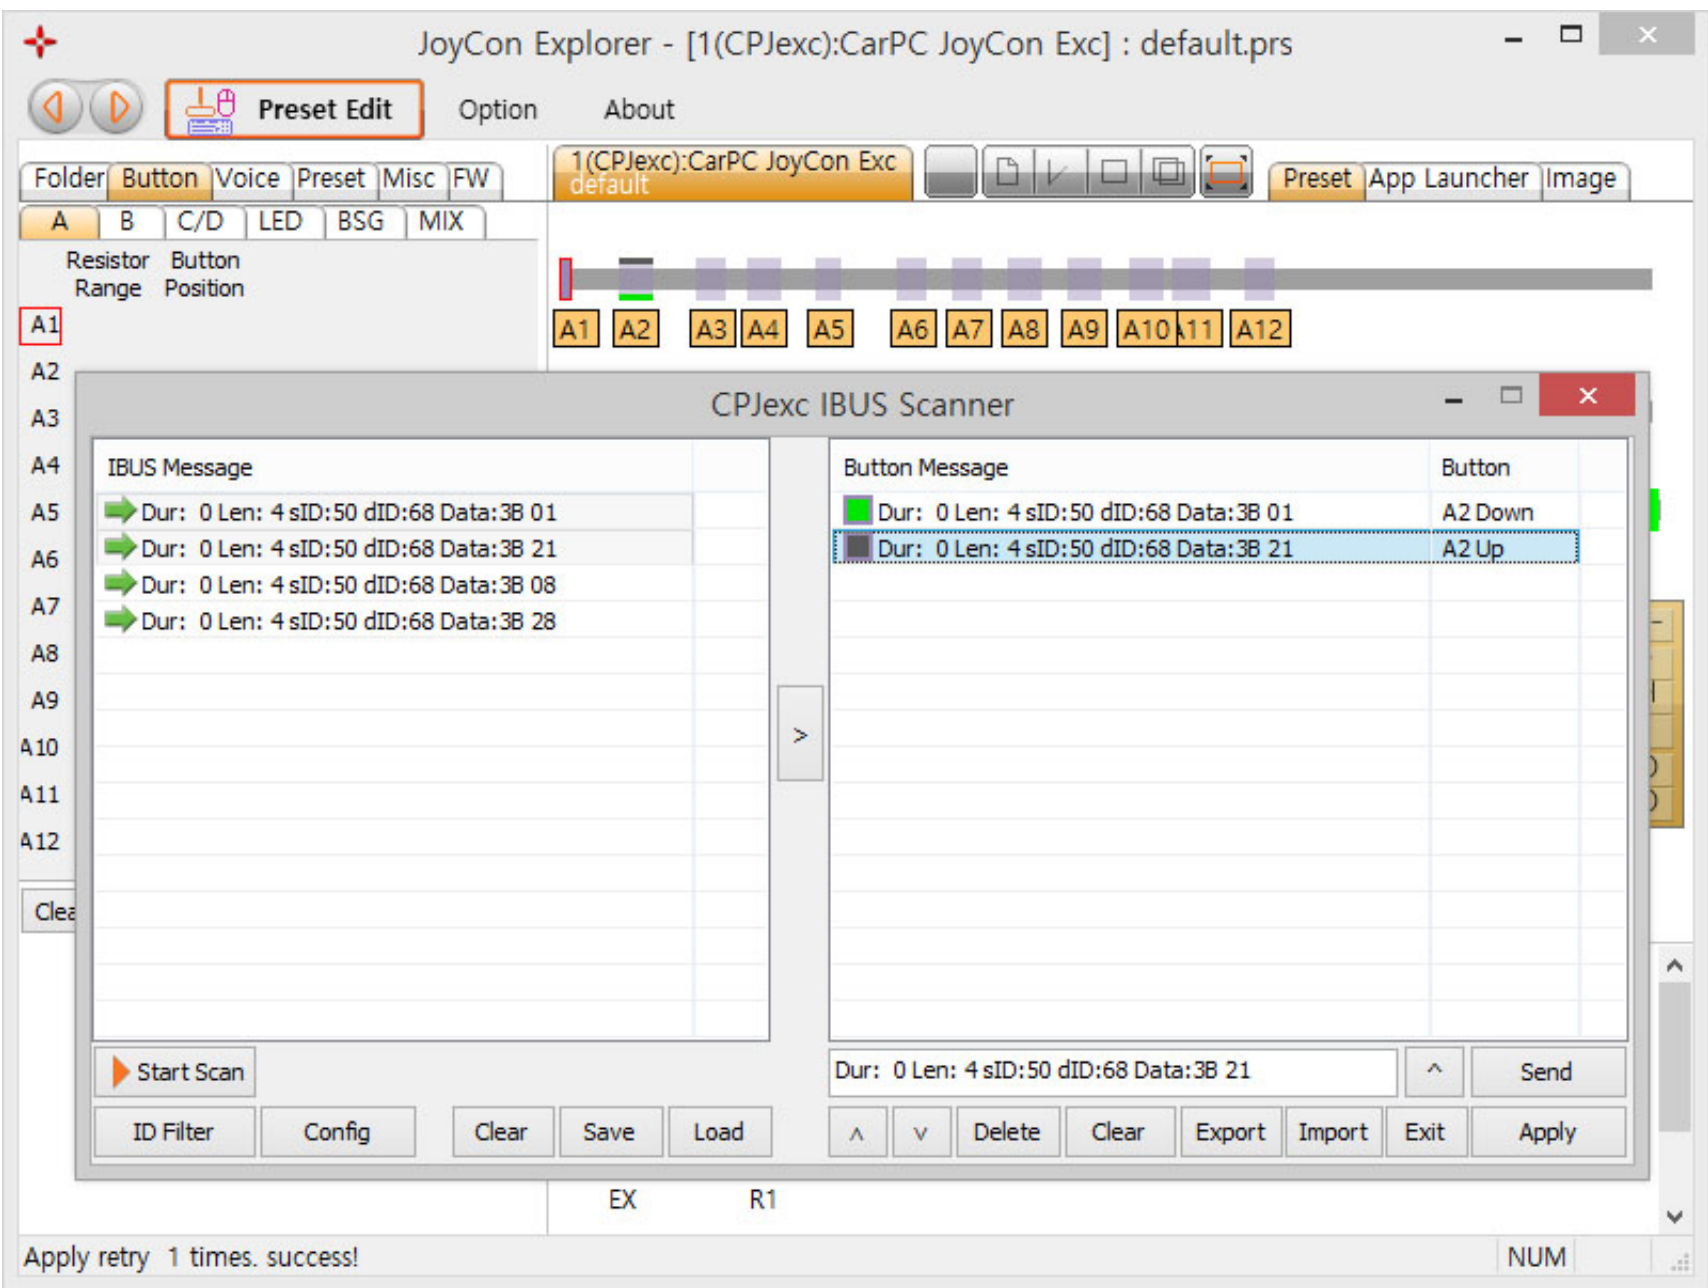 JoyCon Explorer - [1(CPJexc):CarPC JoyCon Exc] : default.prs
Preset Edit Option About
Folder Button Voice Preset Misc FW
1(CPJexc):CarPC JoyCon Exc
default
Preset App Launcher Image
A B C/D LED BSG MIX
Resistor Button
Range Position
A1
A1 A2 A3 A4 A5 A6 A7 A8 A9 A10 A11 A12
A2
A3
A4
A5
A6
A7
A8
A9
A10
A11
A12
Clea
CPJexc IBUS Scanner
IBUS Message
Dur: 0 Len: 4 sID:50 dID:68 Data:3B 01
Dur: 0 Len: 4 sID:50 dID:68 Data:3B 21
Dur: 0 Len: 4 sID:50 dID:68 Data:3B 08
Dur: 0 Len: 4 sID:50 dID:68 Data:3B 28
>
Button Message Button
Dur: 0 Len: 4 sID:50 dID:68 Data:3B 01 A2 Down
Dur: 0 Len: 4 sID:50 dID:68 Data:3B 21 A2 Up
Start Scan
Dur: 0 Len: 4 sID:50 dID:68 Data:3B 21 ^ Send
ID Filter Config Clear Save Load
∧ ∨ Delete Clear Export Import Exit Apply
EX R1
Apply retry 1 times. success! NUM